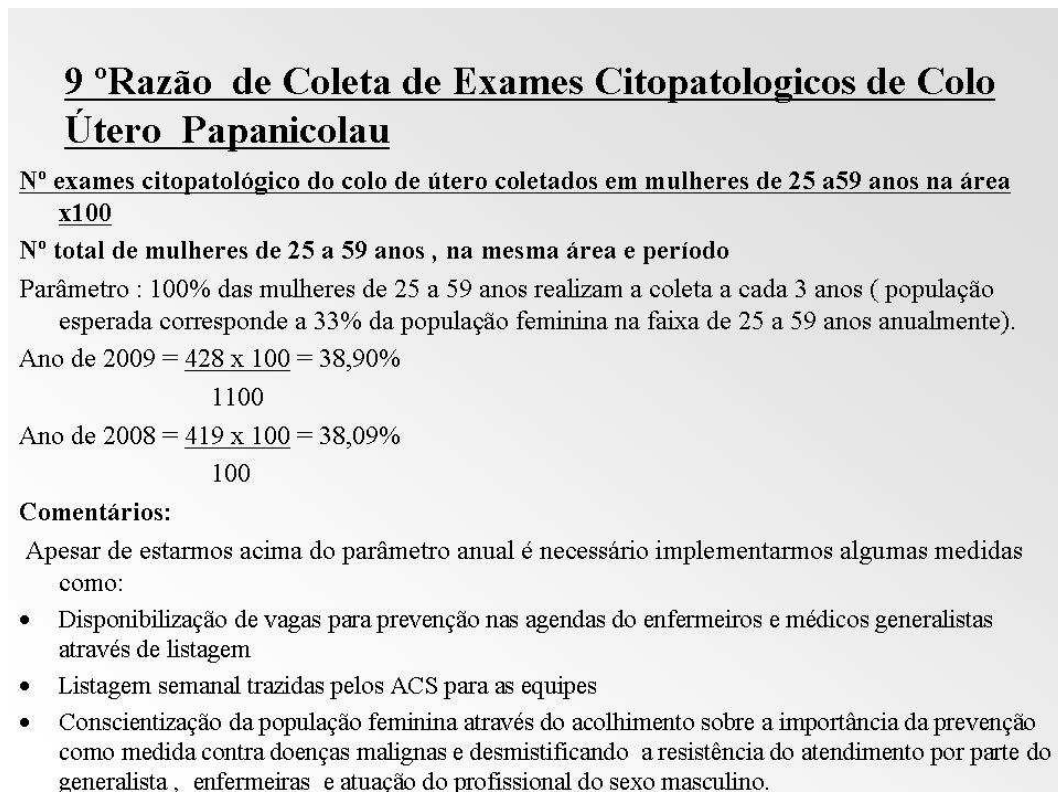 9 ºRazão de Coleta de Exames Citopatologicos de Colo
Útero Papanicolau
Nº exames citopatológico do colo de útero coletados em mulheres de 25 a59 anos na área
x100
Nº total de mulheres de 25 a 59 anos , na mesma área e período
Parâmetro : 100% das mulheres de 25 a 59 anos realizam a coleta a cada 3 anos ( população
esperada corresponde a 33% da população feminina na faixa de 25 a 59 anos anualmente).
Ano de 2009 = 428 x 100 = 38,90%
1100
Ano de 2008 = 419 x 100 = 38,09%
100
Comentários:
Apesar de estarmos acima do parâmetro anual é necessário implementarmos algumas medidas
como:
• Disponibilização de vagas para prevenção nas agendas do enfermeiros e médicos generalistas
através de listagem
• Listagem semanal trazidas pelos ACS para as equipes
• Conscientização da população feminina através do acolhimento sobre a importância da prevenção
como medida contra doenças malignas e desmistificando a resistência do atendimento por parte do
generalista , enfermeiras e atuação do profissional do sexo masculino.